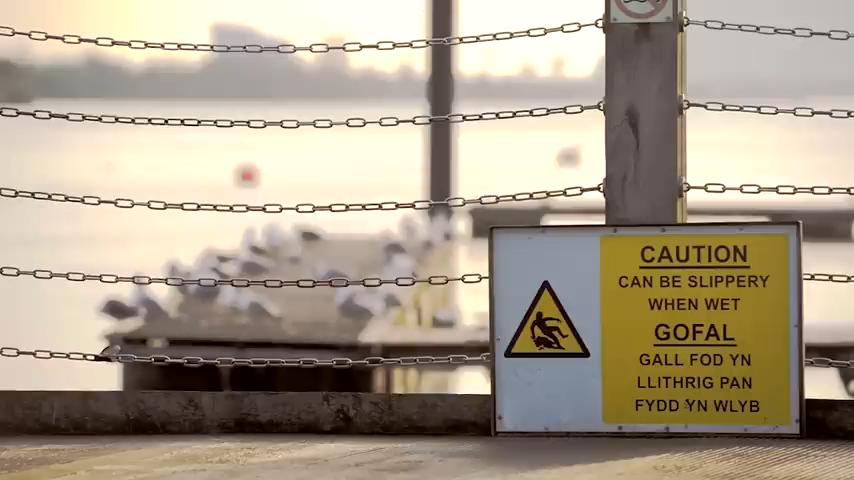 CAUTION
CAN BE SLIPPERY
WHEN WET
GOFAL
GALL FOD YN
LLITHRIG PAN
FYDD YN WLYB